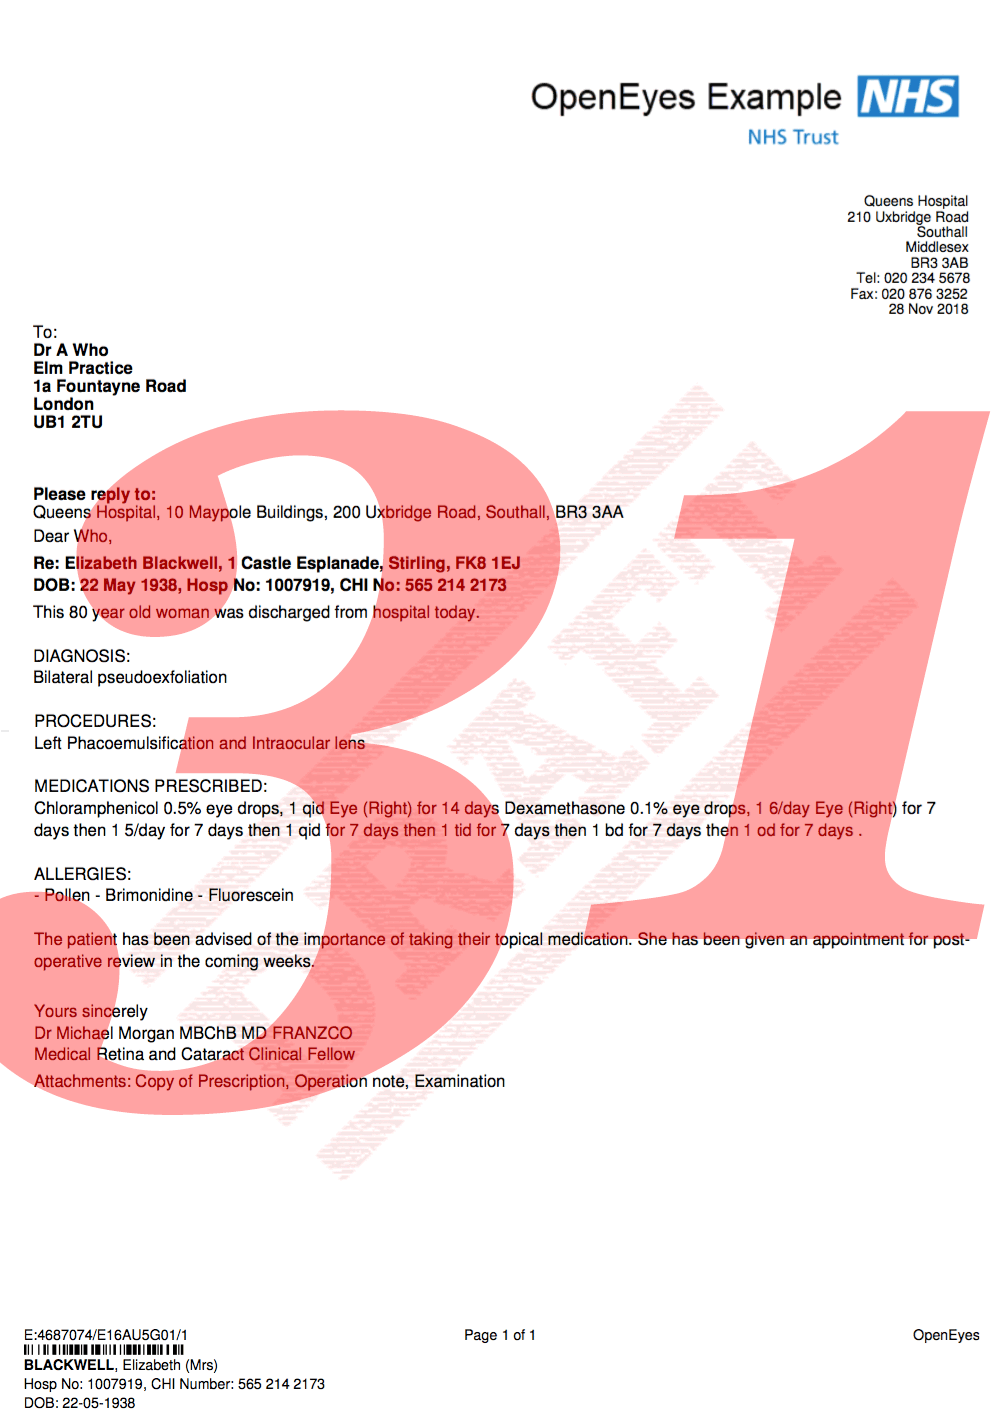 OpenEyes Example NHS
NHS Trust
Queens Hospital
210 Uxbridge Road
Southall
Middlesex
BR3 3AB
Tel: 020 234 5678
Fax: 020 876 3252
28 Nov 2018
To:
Dr A Who
Elm Practice
1a Fountayne Road
London
UB1 2TU
31
DRAFT
Please reply to:
Queens Hospital, 10 Maypole Buildings, 200 Uxbridge Road, Southall, BR3 3AA
Dear Who,
Re: Elizabeth Blackwell, 1 Castle Esplanade, Stirling, FK8 1EJ
DOB: 22 May 1938, Hosp No: 1007919, CHI No: 565 214 2173
This 80 year old woman was discharged from hospital today.
DIAGNOSIS:
Bilateral pseudoexfoliation
PROCEDURES:
Left Phacoemulsification and Intraocular lens
MEDICATIONS PRESCRIBED:
Chloramphenicol 0.5% eye drops, 1 qid Eye (Right) for 14 days Dexamethasone 0.1% eye drops, 1 6/day Eye (Right) for 7
days then 1 5/day for 7 days then 1 qid for 7 days then 1 tid for 7 days then 1 bd for 7 days then 1 od for 7 days .
ALLERGIES:
- Pollen - Brimonidine - Fluorescein
The patient has been advised of the importance of taking their topical medication. She has been given an appointment for post-
operative review in the coming weeks.
Yours sincerely
Dr Michael Morgan MBChB MD FRANZCO
Medical Retina and Cataract Clinical Fellow
Attachments: Copy of Prescription, Operation note, Examination
E:4687074/E16AU5G01/1
Page 1 of 1
OpenEyes
BLACKWELL, Elizabeth (Mrs)
Hosp No: 1007919, CHI Number: 565 214 2173
DOB: 22-05-1938